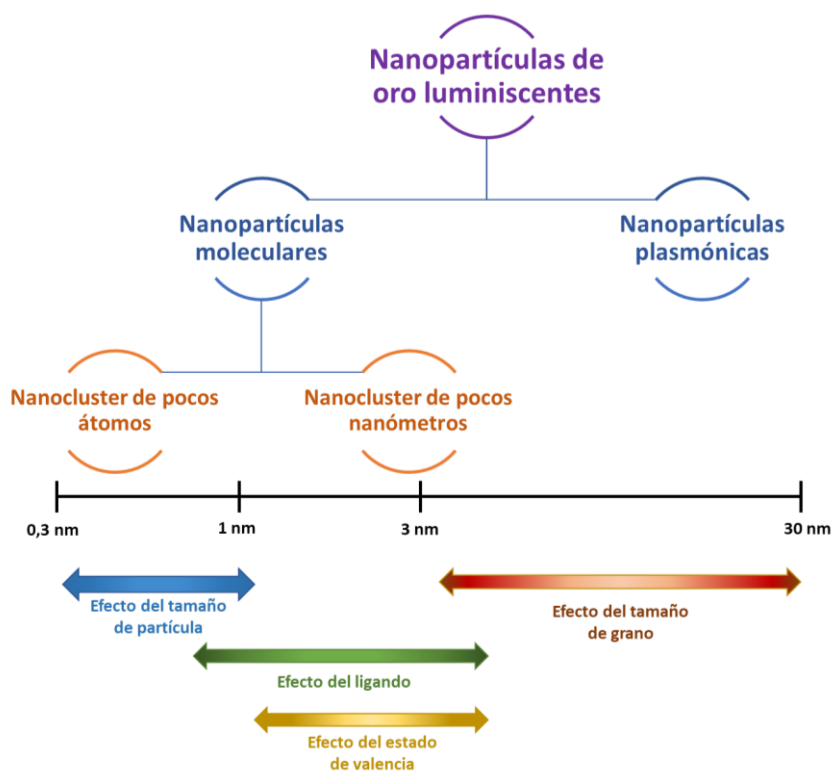 Nanopartículas de
oro luminiscentes
Nanopartículas
moleculares
Nanopartículas
plasmónicas
Nanocluster de pocos
átomos
Nanocluster de pocos
nanómetros
0,3 nm
1 nm
3 nm
30 nm
Efecto del tamaño
de partícula
Efecto del tamaño
de grano
Efecto del ligando
Efecto del estado
de valencia